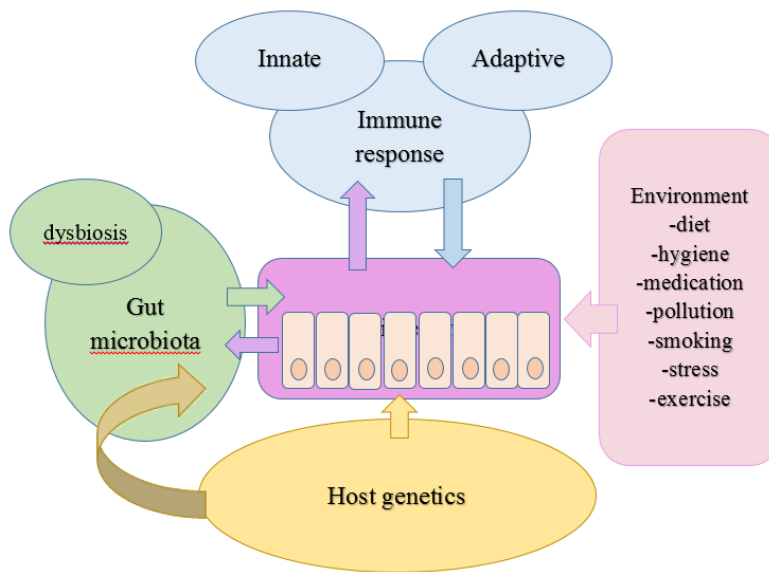 Innate
Adaptive
Immune
response
dysbiosis
Gut
microbiota
Environment
-diet
-hygiene
-medication
-pollution
-smoking
-stress
-exercise
Host genetics